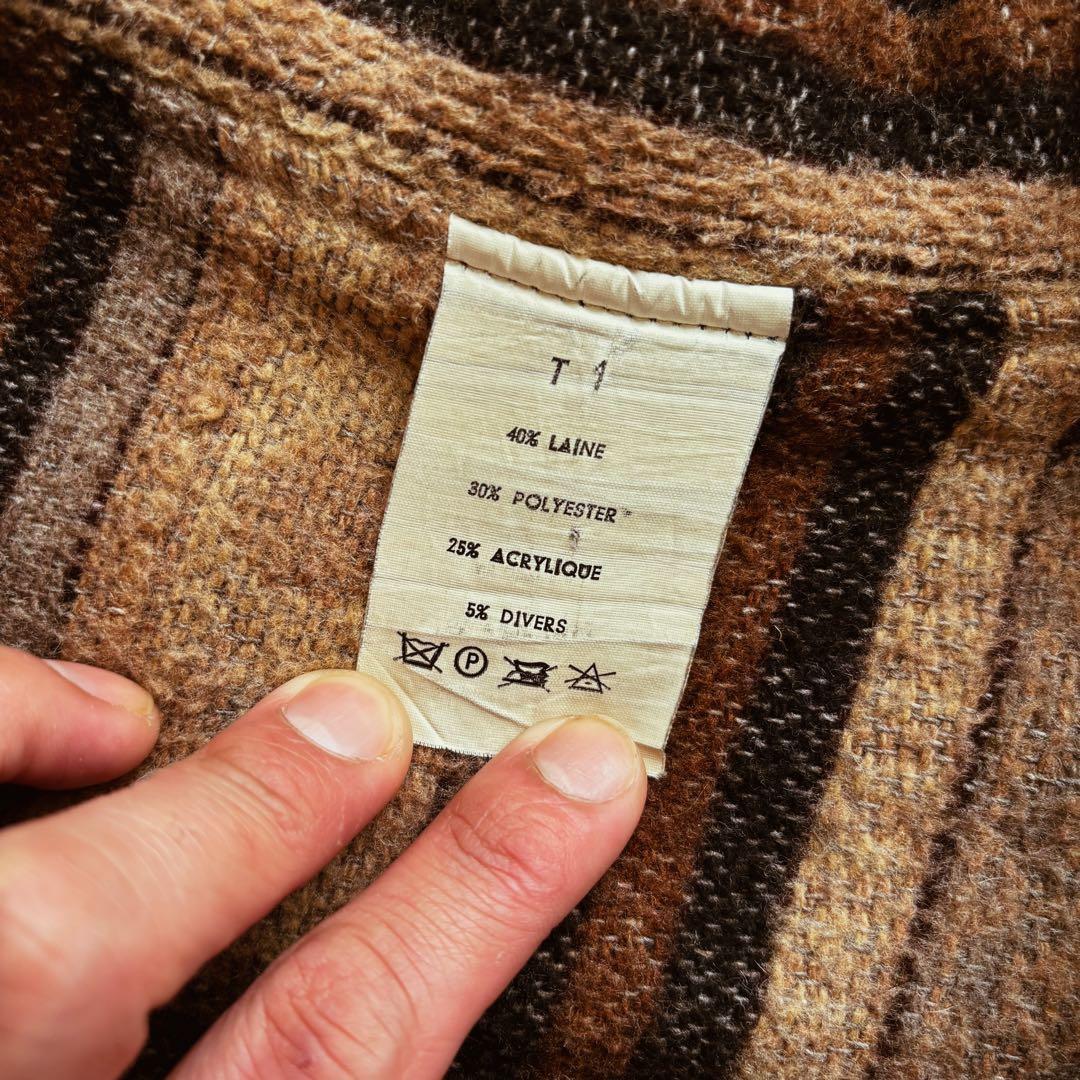 T 1
40% LAINE
30% POLYESTER
25% ACRYLIQUE
5% DIVERS
P